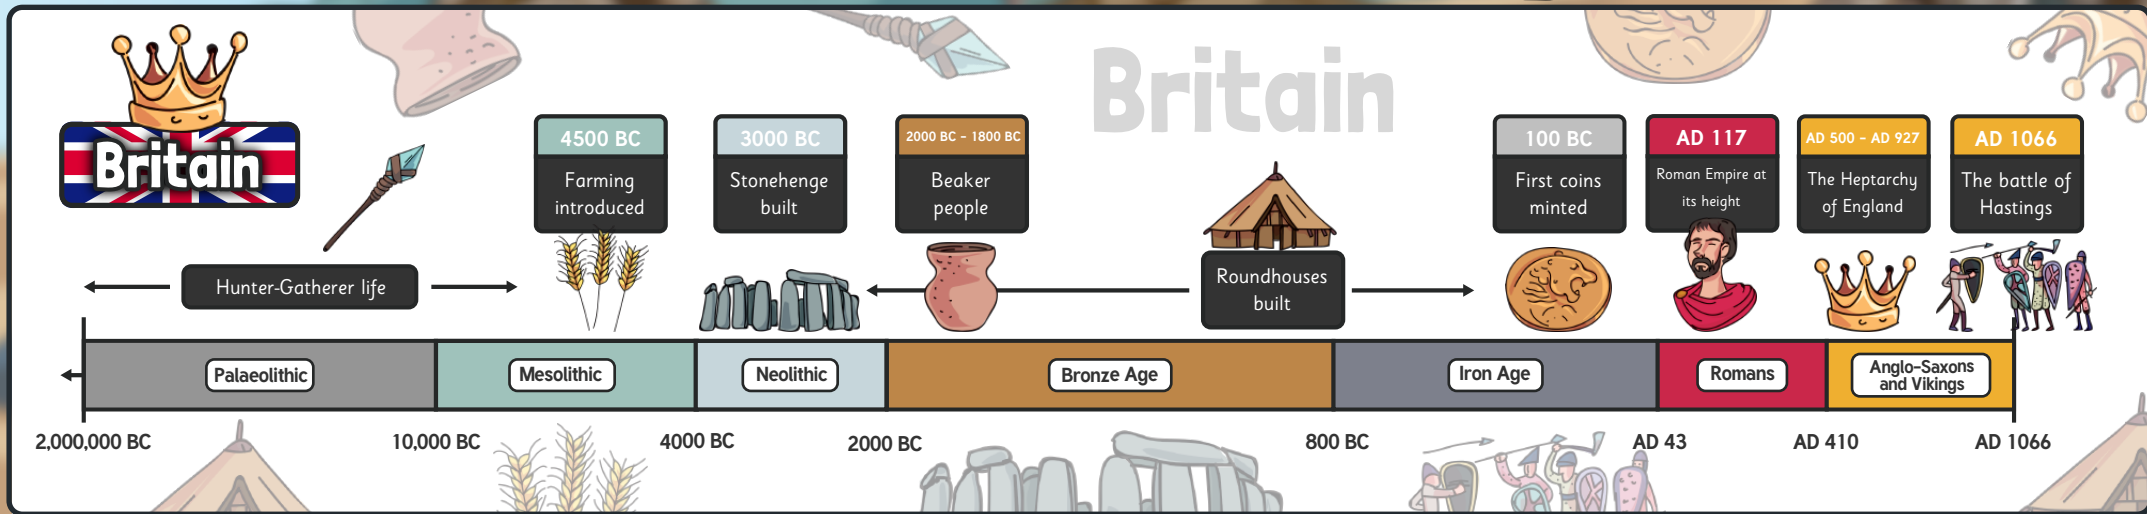 Britain
Britain
4500 BC
Farming
introduced
3000 BC
Stonehenge
built
2000 BC - 1800 BC
Beaker
people
100 BC
First coins
minted
AD 117
Roman Empire at
its height
AD 500 - AD 927
The Heptarchy
of England
AD 1066
The battle of
Hastings
Hunter-Gatherer life
Roundhouses
built
Palaeolithic
Mesolithic
Neolithic
Bronze Age
Iron Age
Romans
Anglo-Saxons
and Vikings
2,000,000 BC
10,000 BC
4000 BC
2000 BC
800 BC
AD 43
AD 410
AD 1066